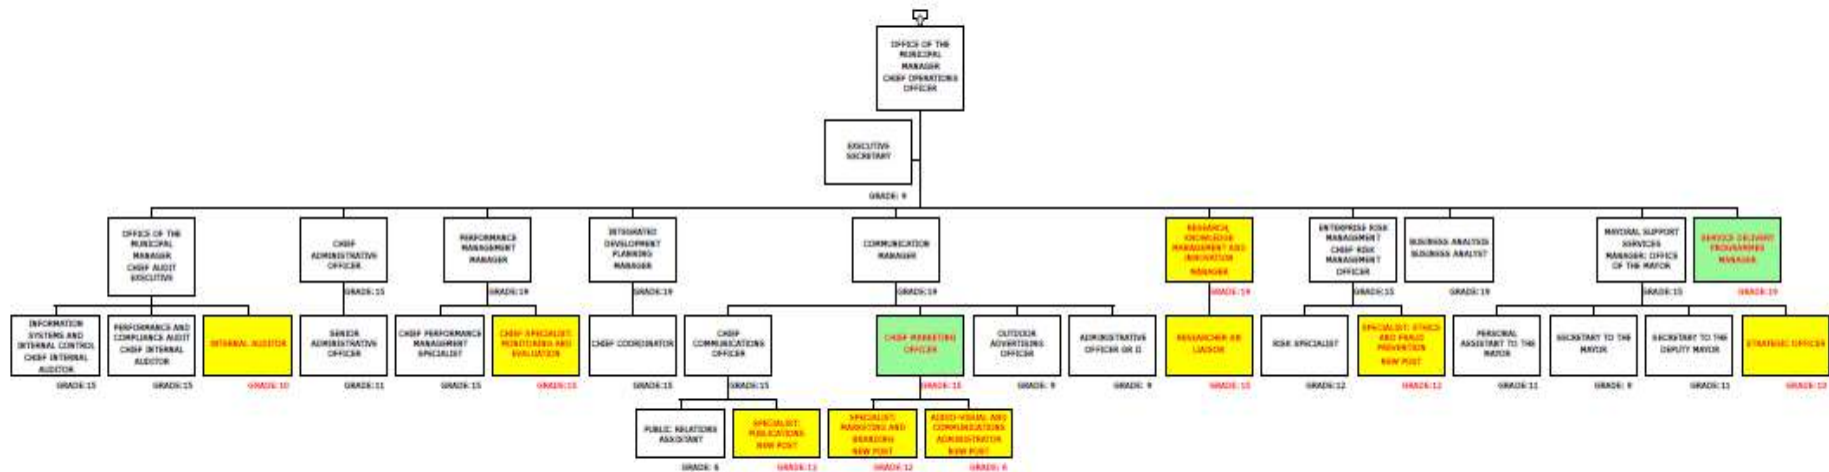 OFFICE OF THE
MUNICIPAL
MANAGER
CHIEF OPERATIONS
OFFICER
EXECUTIVE
SECRETARY
GRADE: 9
OFFICE OF THE
MUNICIPAL
MANAGER
CHIEF AUDIT
EXECUTIVE
CHIEF
ADMINISTRATIVE
OFFICER
GRADE:15
PERFORMANCE
MANAGEMENT
MANAGER
GRADE:19
INTEGRATED
DEVELOPMENT
PLANNING
MANAGER
GRADE:19
COMMUNICATION
MANAGER
GRADE:19
RESEARCH,
KNOWLEDGE
MANAGEMENT AND
INNOVATION
MANAGER
GRADE:19
ENTERPRISE RISK
MANAGEMENT
CHIEF RISK
MANAGEMENT
OFFICER
GRADE:15
BUSINESS ANALYSIS
BUSINESS ANALYST
GRADE:19
MAYORAL SUPPORT
SERVICES
MANAGER: OFFICE
OF THE MAYOR
GRADE:15
SERVICE DELIVERY
PROGRAMMES
MANAGER
GRADE:19
INFORMATION
SYSTEMS AND
INTERNAL CONTROL
CHIEF INTERNAL
AUDITOR
GRADE:15
PERFORMANCE AND
COMPLIANCE AUDIT
CHIEF INTERNAL
AUDITOR
GRADE:15
INTERNAL AUDITOR
GRADE:10
SENIOR
ADMINISTRATIVE
OFFICER
GRADE:11
CHIEF PERFORMANCE
MANAGEMENT
SPECIALIST
GRADE:15
CHIEF SPECIALIST:
MONITORING AND
EVALUATION
GRADE:15
CHIEF COORDINATOR
GRADE:15
CHIEF
COMMUNICATIONS
OFFICER
GRADE:15
CHIEF MARKETING
OFFICER
GRADE:15
OUTDOOR
ADVERTISING
OFFICER
GRADE: 9
ADMINISTRATIVE
OFFICER GR II
GRADE: 9
RESEARCHER
LIAISOR
GRADE:15
RISK SPECIALIST
GRADE:12
SPECIALIST: ETHICS
AND FRAUD
PREVENTION
NEW POST
GRADE:12
PERSONAL
ASSISTANT TO THE
MAYOR
GRADE:11
SECRETARY TO THE
MAYOR
GRADE: 9
SECRETARY TO THE
DEPUTY MAYOR
GRADE:11
STRATEGIC OFFICER
PUBLIC RELATIONS
ASSISTANT
GRADE: 6
SPECIALIST:
PUBLICATIONS
NEW POST
GRADE:12
SPECIALIST:
MARKETING AND
BRANDING
NEW POST
GRADE:12
AUDIO-VISUAL AND
COMMUNICATIONS
ADMINISTRATOR
NEW POST
GRADE: 6